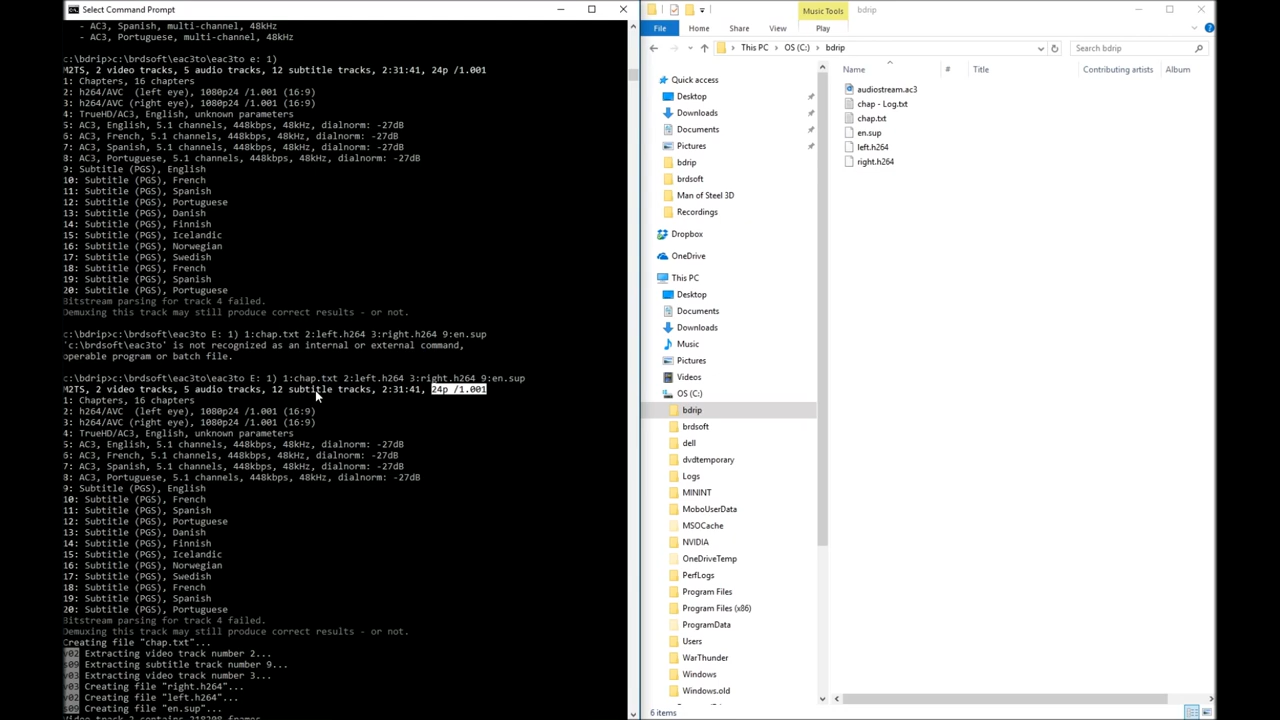 Select Command Prompt
- AC3, Spanish, multi-channel, 48kHz
- AC3, Portuguese, multi-channel, 48kHz
c:\bdrip>c:\brdsoft\eac3to\eac3to e: 1)
M2TS, 2 video tracks, 5 audio tracks, 12 subtitle tracks, 2:31:41, 24p /1.001
1: Chapters, 16 chapters
2: h264/AVC (left eye), 1080p24 /1.001 (16:9)
3: h264/AVC (right eye), 1080p24 /1.001 (16:9)
4: TrueHD/AC3, English, unknown parameters
5: AC3, English, 5.1 channels, 448kbps, 48kHz, dialnorm: -27dB
6: AC3, French, 5.1 channels, 448kbps, 48kHz, dialnorm: -27dB
7: AC3, Spanish, 5.1 channels, 448kbps, 48kHz, dialnorm: -27dB
8: AC3, Portuguese, 5.1 channels, 448kbps, 48kHz, dialnorm: -27dB
9: Subtitle (PGS), English
10: Subtitle (PGS), French
11: Subtitle (PGS), Spanish
12: Subtitle (PGS), Portuguese
13: Subtitle (PGS), Danish
14: Subtitle (PGS), Finnish
15: Subtitle (PGS), Icelandic
16: Subtitle (PGS), Norwegian
17: Subtitle (PGS), Swedish
18: Subtitle (PGS), French
19: Subtitle (PGS), Spanish
20: Subtitle (PGS), Portuguese
Bitstream parsing for track 4 failed.
Demuxing this track may still produce correct results - or not.
c:\bdrip>c:\brdsoft\eac3to E: 1) 1:chap.txt 2:left.h264 3:right.h264 9:en.sup
'c:\brdsoft\eac3to' is not recognized as an internal or external command,
operable program or batch file.
c:\bdrip>c:\brdsoft\eac3to\eac3to E: 1) 1:chap.txt 2:left.h264 3:right.h264 9:en.sup
M2TS, 2 video tracks, 5 audio tracks, 12 subtitle tracks, 2:31:41, 24p /1.001
1: Chapters, 16 chapters
2: h264/AVC (left eye), 1080p24 /1.001 (16:9)
3: h264/AVC (right eye), 1080p24 /1.001 (16:9)
4: TrueHD/AC3, English, unknown parameters
5: AC3, English, 5.1 channels, 448kbps, 48kHz, dialnorm: -27dB
6: AC3, French, 5.1 channels, 448kbps, 48kHz, dialnorm: -27dB
7: AC3, Spanish, 5.1 channels, 448kbps, 48kHz, dialnorm: -27dB
8: AC3, Portuguese, 5.1 channels, 448kbps, 48kHz, dialnorm: -27dB
9: Subtitle (PGS), English
10: Subtitle (PGS), French
11: Subtitle (PGS), Spanish
12: Subtitle (PGS), Portuguese
13: Subtitle (PGS), Danish
14: Subtitle (PGS), Finnish
15: Subtitle (PGS), Icelandic
16: Subtitle (PGS), Norwegian
17: Subtitle (PGS), Swedish
18: Subtitle (PGS), French
19: Subtitle (PGS), Spanish
20: Subtitle (PGS), Portuguese
Bitstream parsing for track 4 failed.
Demuxing this track may still produce correct results - or not.
Creating file "chap.txt"...
v02 Extracting video track number 2...
s09 Extracting subtitle track number 9...
v03 Extracting video track number 3...
v03 Creating file "right.h264"...
v02 Creating file "left.h264"...
s09 Creating file "en.sup"...
Video track 2 contains 218208 frames.
Music Tools
bdrip
File Home Share View Play
This PC OS (C:) bdrip
Search bdrip
Name # Title Contributing artists Album
audiostream.ac3
chap - Log.txt
chap.txt
en.sup
left.h264
right.h264
Quick access
Desktop
Downloads
Documents
Pictures
bdrip
brdsoft
Man of Steel 3D
Recordings
Dropbox
OneDrive
This PC
Desktop
Documents
Downloads
Music
Pictures
Videos
OS (C:)
bdrip
brdsoft
dell
dvdtemporary
Logs
MININT
MoboUserData
MSOCache
NVIDIA
OneDriveTemp
PerfLogs
Program Files
Program Files (x86)
ProgramData
Users
WarThunder
Windows
Windows.old
6 items